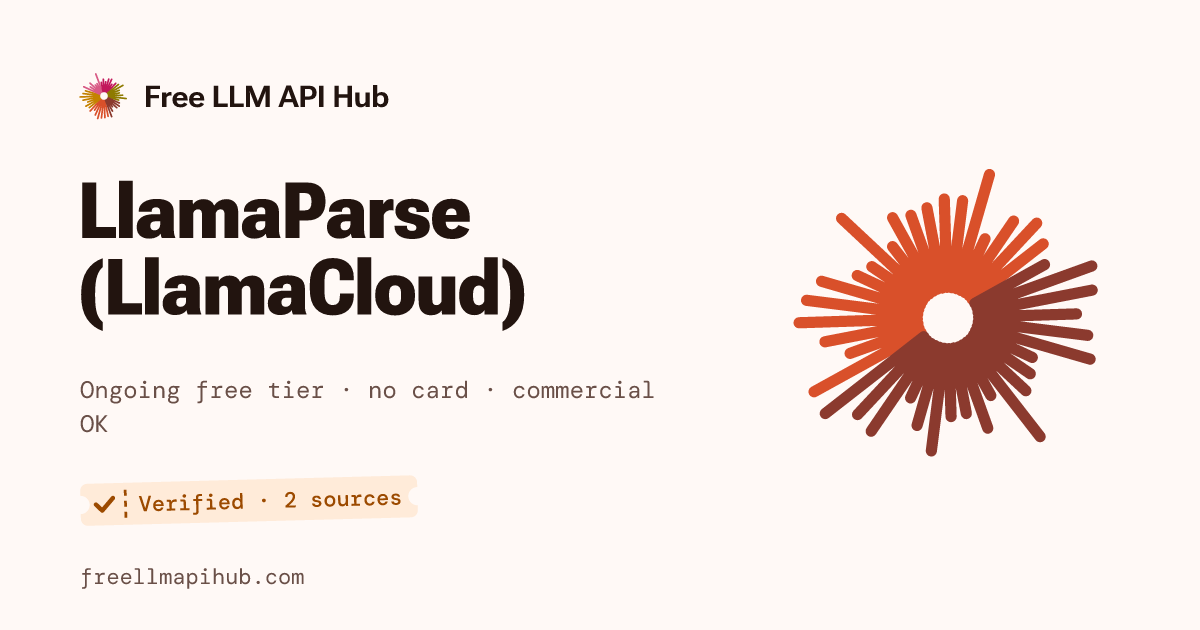 Free LLM API Hub
LlamaParse
(LlamaCloud)
Ongoing free tier · no card · commercial
OK
Verified · 2 sources
freellmapihub.com